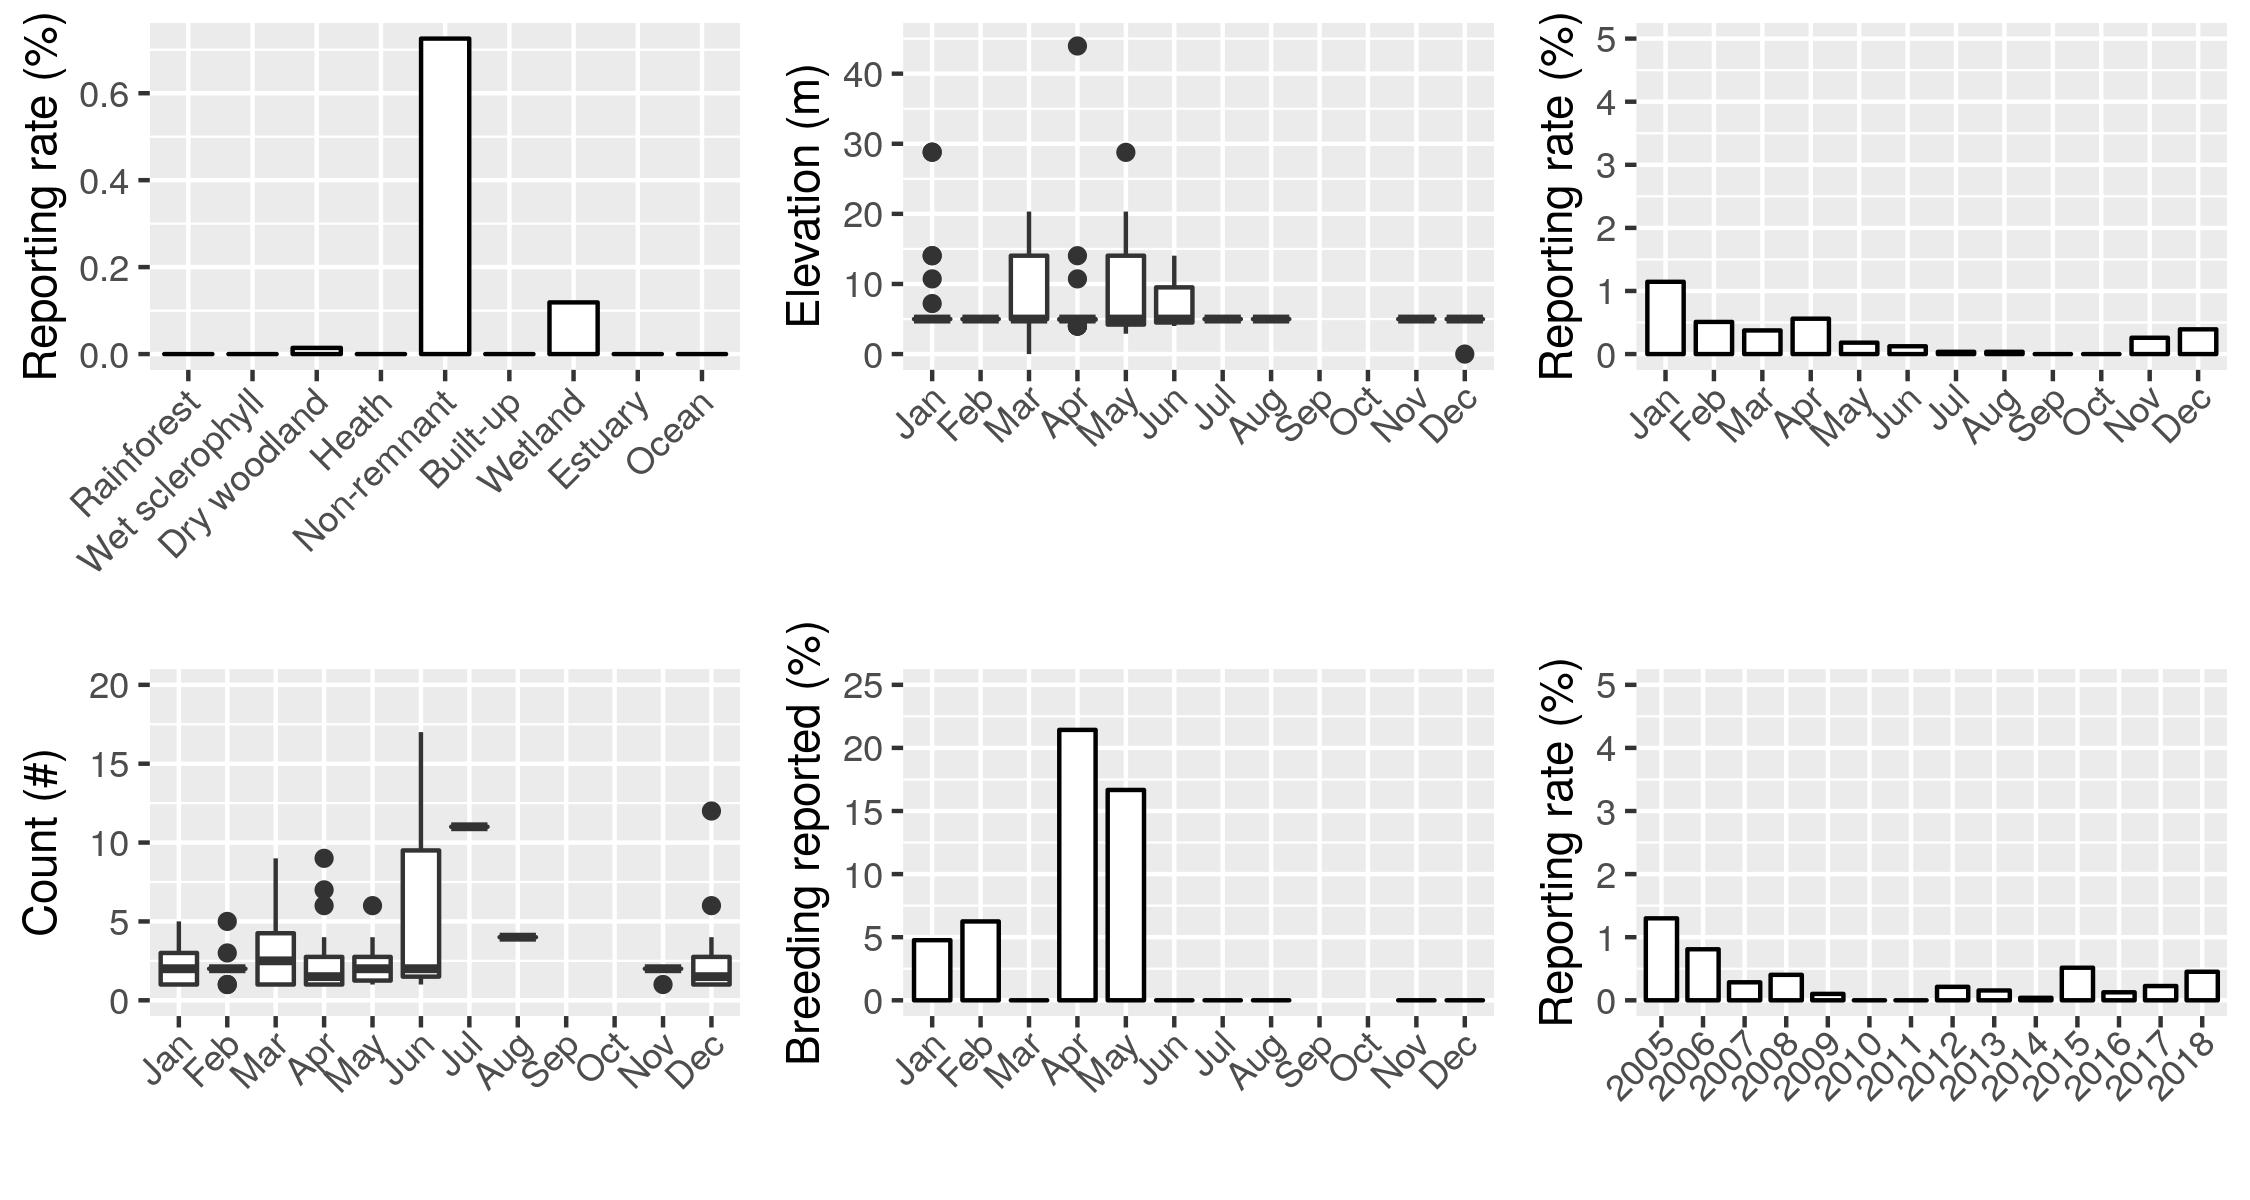 Reporting rate (%)
0.6
0.4
0.2
0.0
Rainforest
Wet sclerophyll
Dry woodland
Heath
Non-remnant
Built-up
Wetland
Estuary
Ocean
Elevation (m)
40
30
20
10
0
Jan
Feb
Mar
Apr
May
Jun
Jul
Aug
Sep
Oct
Nov
Dec
Reporting rate (%)
5
4
3
2
1
0
Jan
Feb
Mar
Apr
May
Jun
Jul
Aug
Sep
Oct
Nov
Dec
Count (#)
20
15
10
5
0
Jan
Feb
Mar
Apr
May
Jun
Jul
Aug
Sep
Oct
Nov
Dec
Breeding reported (%)
25
20
15
10
5
0
Jan
Feb
Mar
Apr
May
Jun
Jul
Aug
Sep
Oct
Nov
Dec
Reporting rate (%)
5
4
3
2
1
0
2005
2006
2007
2008
2009
2010
2011
2012
2013
2014
2015
2016
2017
2018